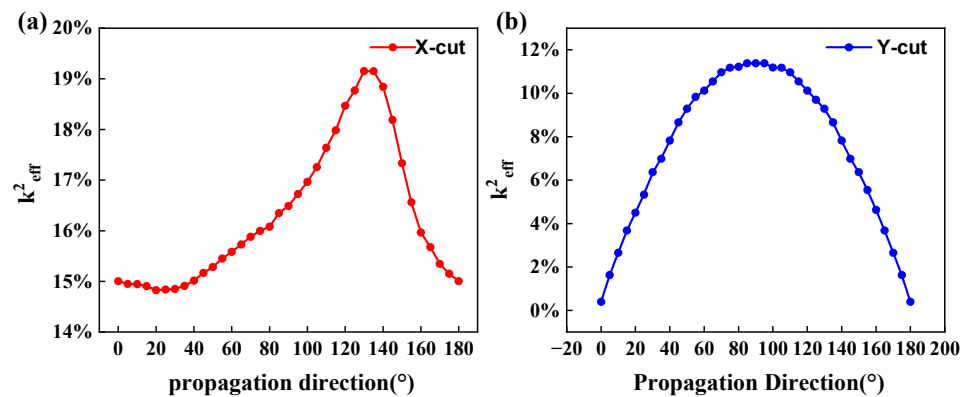 (a)
X-cut
20%
19%
18%
17%
16%
15%
14%
k²eff
0 20 40 60 80 100 120 140 160 180
propagation direction(°)
(b)
Y-cut
12%
10%
8%
6%
4%
2%
0%
k²eff
−20 0 20 40 60 80 100 120 140 160 180 200
Propagation Direction(°)